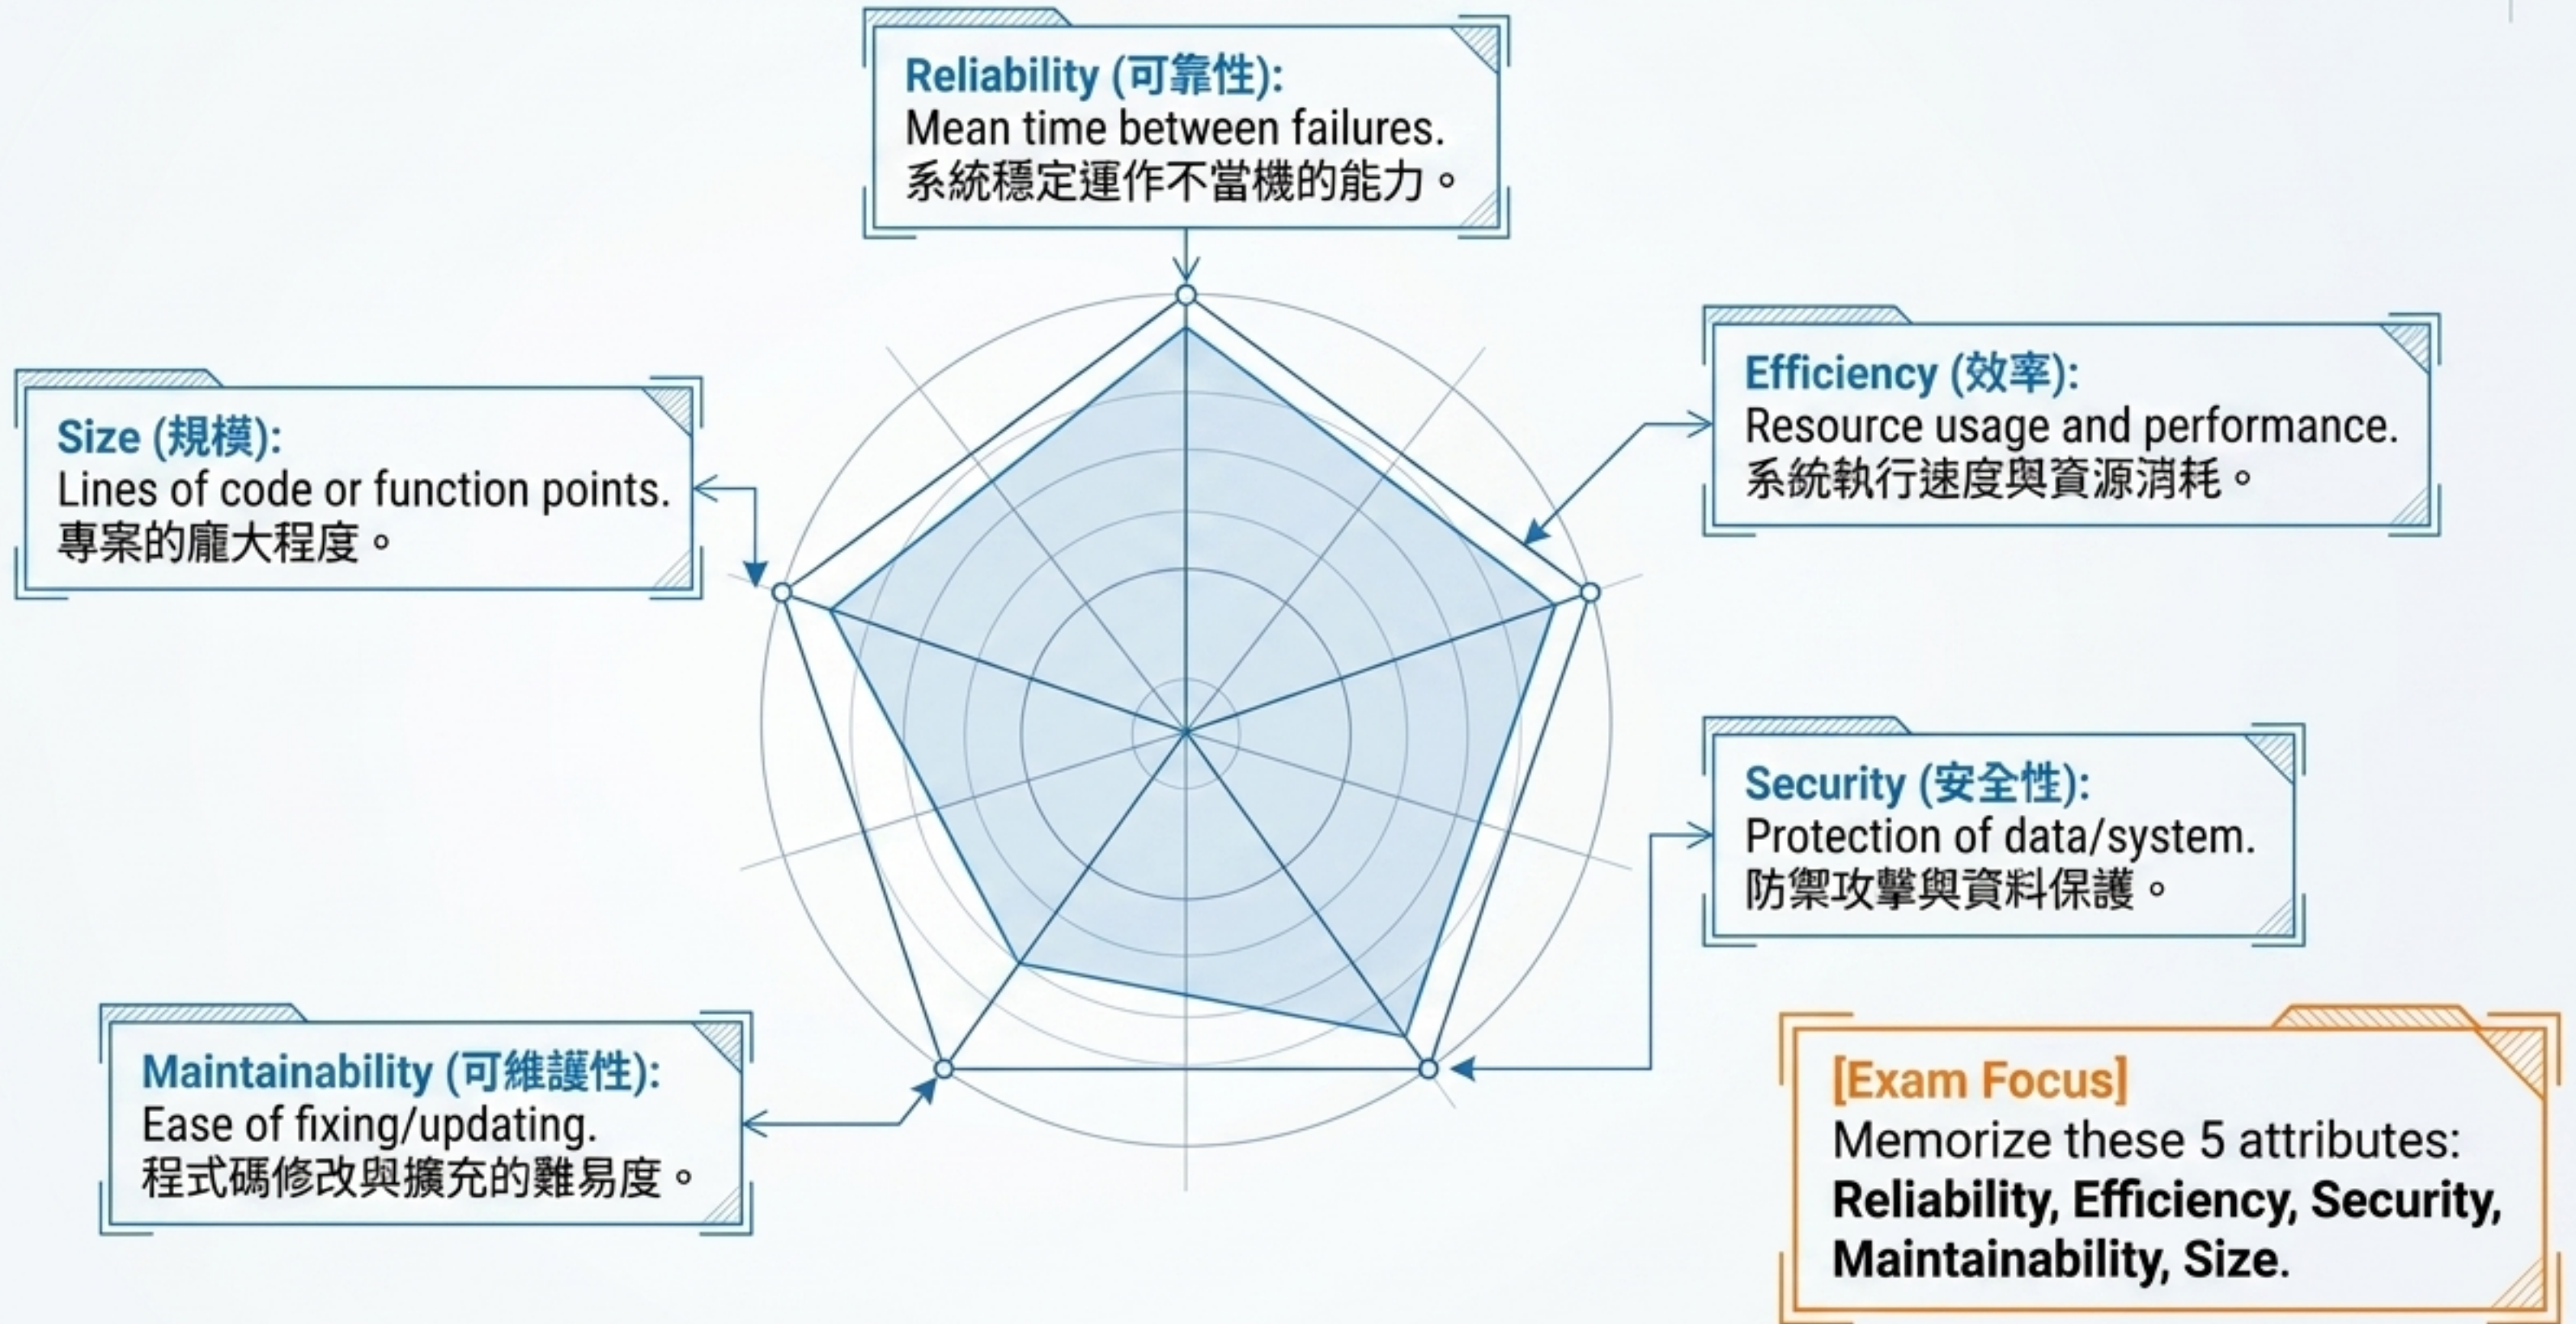 Reliability (可靠性):
Mean time between failures.
系統穩定運作不當機的能力。
Efficiency (效率):
Resource usage and performance.
系統執行速度與資源消耗。
Size (規模):
Lines of code or function points.
專案的龐大程度。
Security (安全性):
Protection of data/system.
防禦攻擊與資料保護。
Maintainability (可維護性):
Ease of fixing/updating.
程式碼修改與擴充的難易度。
[Exam Focus]
Memorize these 5 attributes:
Reliability, Efficiency, Security,
Maintainability, Size.